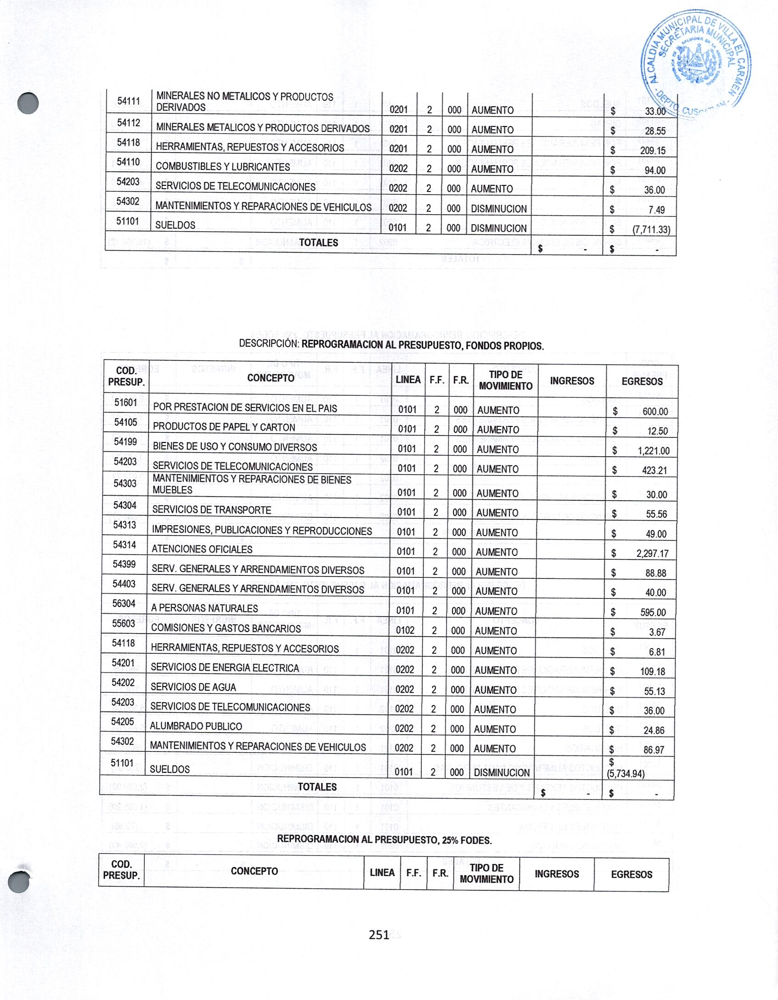 ALCALDIA MUNICIPAL DE VILLA EL CARMEN
SECRETARIA MUNICIPAL
REPUBLICA DE EL SALVADOR EN LA AMERICA CENTRAL
- DEPTO. CUSCATLAN -
54111 MINERALES NO METALICOS Y PRODUCTOS
DERIVADOS 0201 2 000 AUMENTO $ 33.00
54112 MINERALES METALICOS Y PRODUCTOS DERIVADOS 0201 2 000 AUMENTO $ 28.55
54118 HERRAMIENTAS, REPUESTOS Y ACCESORIOS 0201 2 000 AUMENTO $ 209.15
54110 COMBUSTIBLES Y LUBRICANTES 0202 2 000 AUMENTO $ 94.00
54203 SERVICIOS DE TELECOMUNICACIONES 0202 2 000 AUMENTO $ 36.00
54302 MANTENIMIENTOS Y REPARACIONES DE VEHICULOS 0202 2 000 DISMINUCION $ 7.49
51101 SUELDOS 0101 2 000 DISMINUCION $ (7,711.33)
TOTALES $ - $ -
DESCRIPCIÓN: REPROGRAMACION AL PRESUPUESTO, FONDOS PROPIOS.
COD. PRESUP. CONCEPTO LINEA F.F. F.R. TIPO DE MOVIMIENTO INGRESOS EGRESOS
51601 POR PRESTACION DE SERVICIOS EN EL PAIS 0101 2 000 AUMENTO $ 600.00
54105 PRODUCTOS DE PAPEL Y CARTON 0101 2 000 AUMENTO $ 12.50
54199 BIENES DE USO Y CONSUMO DIVERSOS 0101 2 000 AUMENTO $ 1,221.00
54203 SERVICIOS DE TELECOMUNICACIONES 0101 2 000 AUMENTO $ 423.21
54303 MANTENIMIENTOS Y REPARACIONES DE BIENES
MUEBLES 0101 2 000 AUMENTO $ 30.00
54304 SERVICIOS DE TRANSPORTE 0101 2 000 AUMENTO $ 55.56
54313 IMPRESIONES, PUBLICACIONES Y REPRODUCCIONES 0101 2 000 AUMENTO $ 49.00
54314 ATENCIONES OFICIALES 0101 2 000 AUMENTO $ 2,297.17
54399 SERV. GENERALES Y ARRENDAMIENTOS DIVERSOS 0101 2 000 AUMENTO $ 88.88
54403 SERV. GENERALES Y ARRENDAMIENTOS DIVERSOS 0101 2 000 AUMENTO $ 40.00
56304 A PERSONAS NATURALES 0101 2 000 AUMENTO $ 595.00
55603 COMISIONES Y GASTOS BANCARIOS 0102 2 000 AUMENTO $ 3.67
54118 HERRAMIENTAS, REPUESTOS Y ACCESORIOS 0202 2 000 AUMENTO $ 6.81
54201 SERVICIOS DE ENERGIA ELECTRICA 0202 2 000 AUMENTO $ 109.18
54202 SERVICIOS DE AGUA 0202 2 000 AUMENTO $ 55.13
54203 SERVICIOS DE TELECOMUNICACIONES 0202 2 000 AUMENTO $ 36.00
54205 ALUMBRADO PUBLICO 0202 2 000 AUMENTO $ 24.86
54302 MANTENIMIENTOS Y REPARACIONES DE VEHICULOS 0202 2 000 AUMENTO $ 86.97
51101 SUELDOS 0101 2 000 DISMINUCION $
(5,734.94)
TOTALES $ - $ -
REPROGRAMACION AL PRESUPUESTO, 25% FODES.
COD. PRESUP. CONCEPTO LINEA F.F. F.R. TIPO DE MOVIMIENTO INGRESOS EGRESOS
251